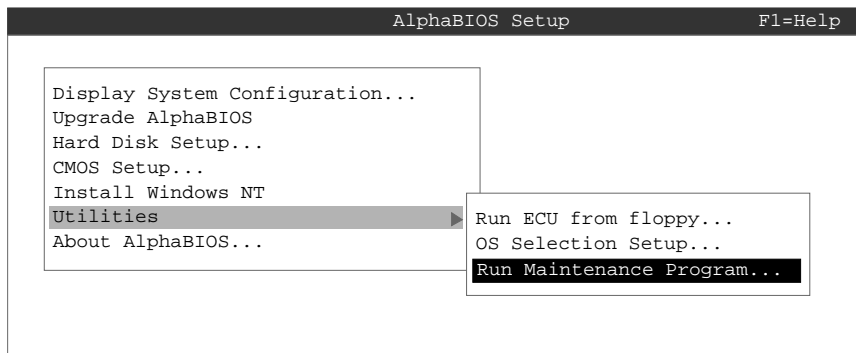 AlphaBIOS Setup F1=Help
Display System Configuration...
Upgrade AlphaBIOS
Hard Disk Setup...
CMOS Setup...
Install Windows NT
Utilities
About AlphaBIOS...
Run ECU from floppy...
OS Selection Setup...
Run Maintenance Program...